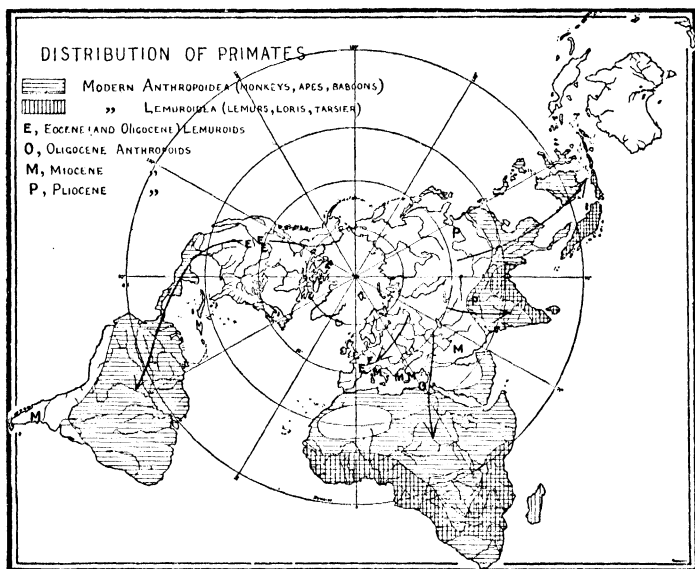 DISTRIBUTION OF PRIMATES
MODERN ANTHROPOIDEA (MONKEYS, APES, BABOONS)
„ LEMUROIDEA (LEMURS, LORIS, TARSIER)
E, EOCENE (AND OLIGOCENE) LEMUROIDS
O, OLIGOCENE ANTHROPOIDS
M, MIOCENE „
P, PLIOCENE „
E E
P
P
M
E E
M M M
O
M